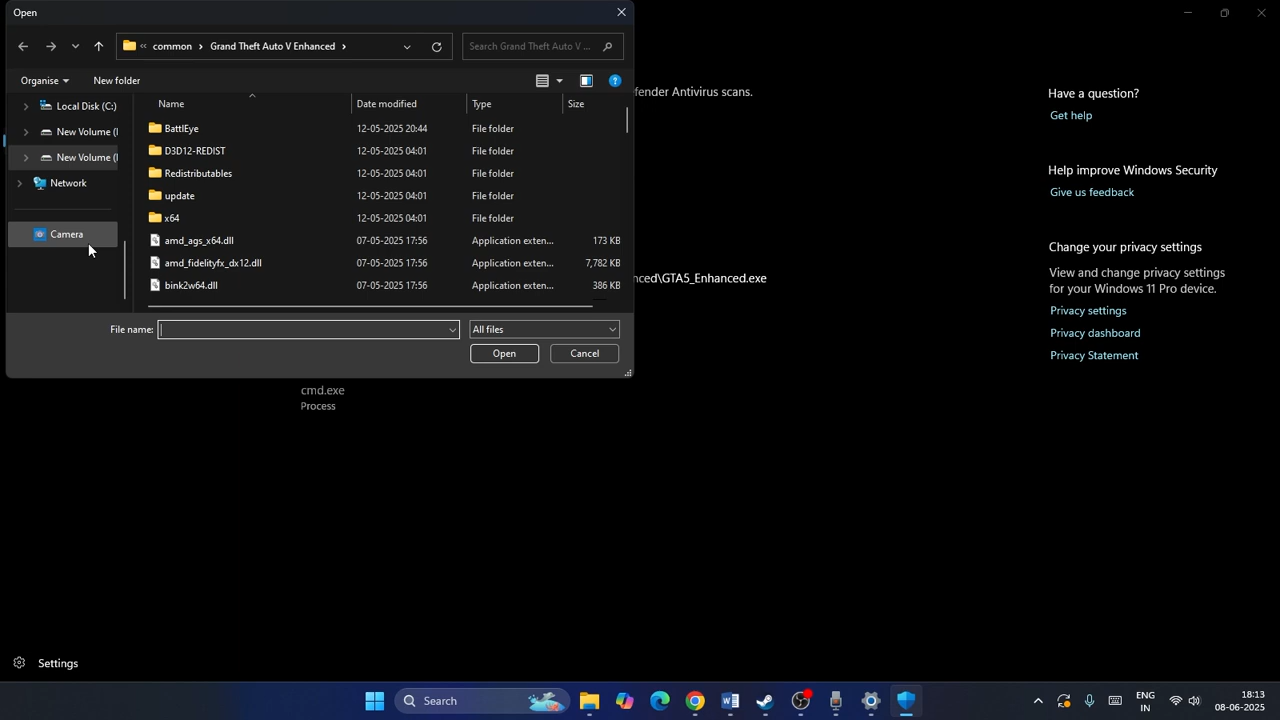 Open
common > Grand Theft Auto V Enhanced >
Search Grand Theft Auto V ...
Organise
New folder
Name
Date modified
Type
Size
Local Disk (C:)
New Volume (
New Volume (
Network
Camera
BattlEye 12-05-2025 20:44 File folder
D3D12-REDIST 12-05-2025 04:01 File folder
Redistributables 12-05-2025 04:01 File folder
update 12-05-2025 04:01 File folder
x64 12-05-2025 04:01 File folder
amd_ags_x64.dll 07-05-2025 17:56 Application exten... 173 KB
amd_fidelityfx_dx12.dll 07-05-2025 17:56 Application exten... 7,782 KB
bink2w64.dll 07-05-2025 17:56 Application exten... 386 KB
File name:
All files
Open
Cancel
fender Antivirus scans.
nced\GTA5_Enhanced.exe
cmd.exe
Process
Have a question?
Get help
Help improve Windows Security
Give us feedback
Change your privacy settings
View and change privacy settings
for your Windows 11 Pro device.
Privacy settings
Privacy dashboard
Privacy Statement
Settings
Search
ENG
IN
18:13
08-06-2025